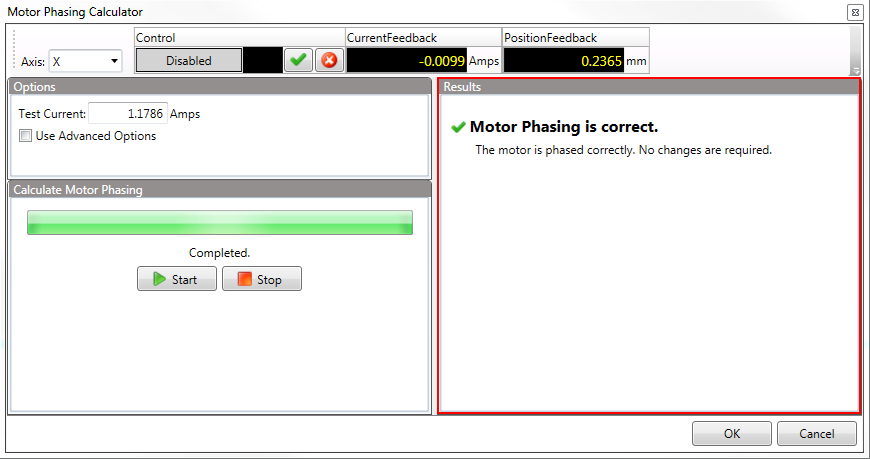 Motor Phasing Calculator
Control
CurrentFeedback
PositionFeedback
Axis: X
Disabled
-0.0099 Amps
0.2365 mm
Options
Test Current: 1.1786 Amps
Use Advanced Options
Calculate Motor Phasing
Completed.
Start
Stop
Results
Motor Phasing is correct.
The motor is phased correctly. No changes are required.
OK
Cancel